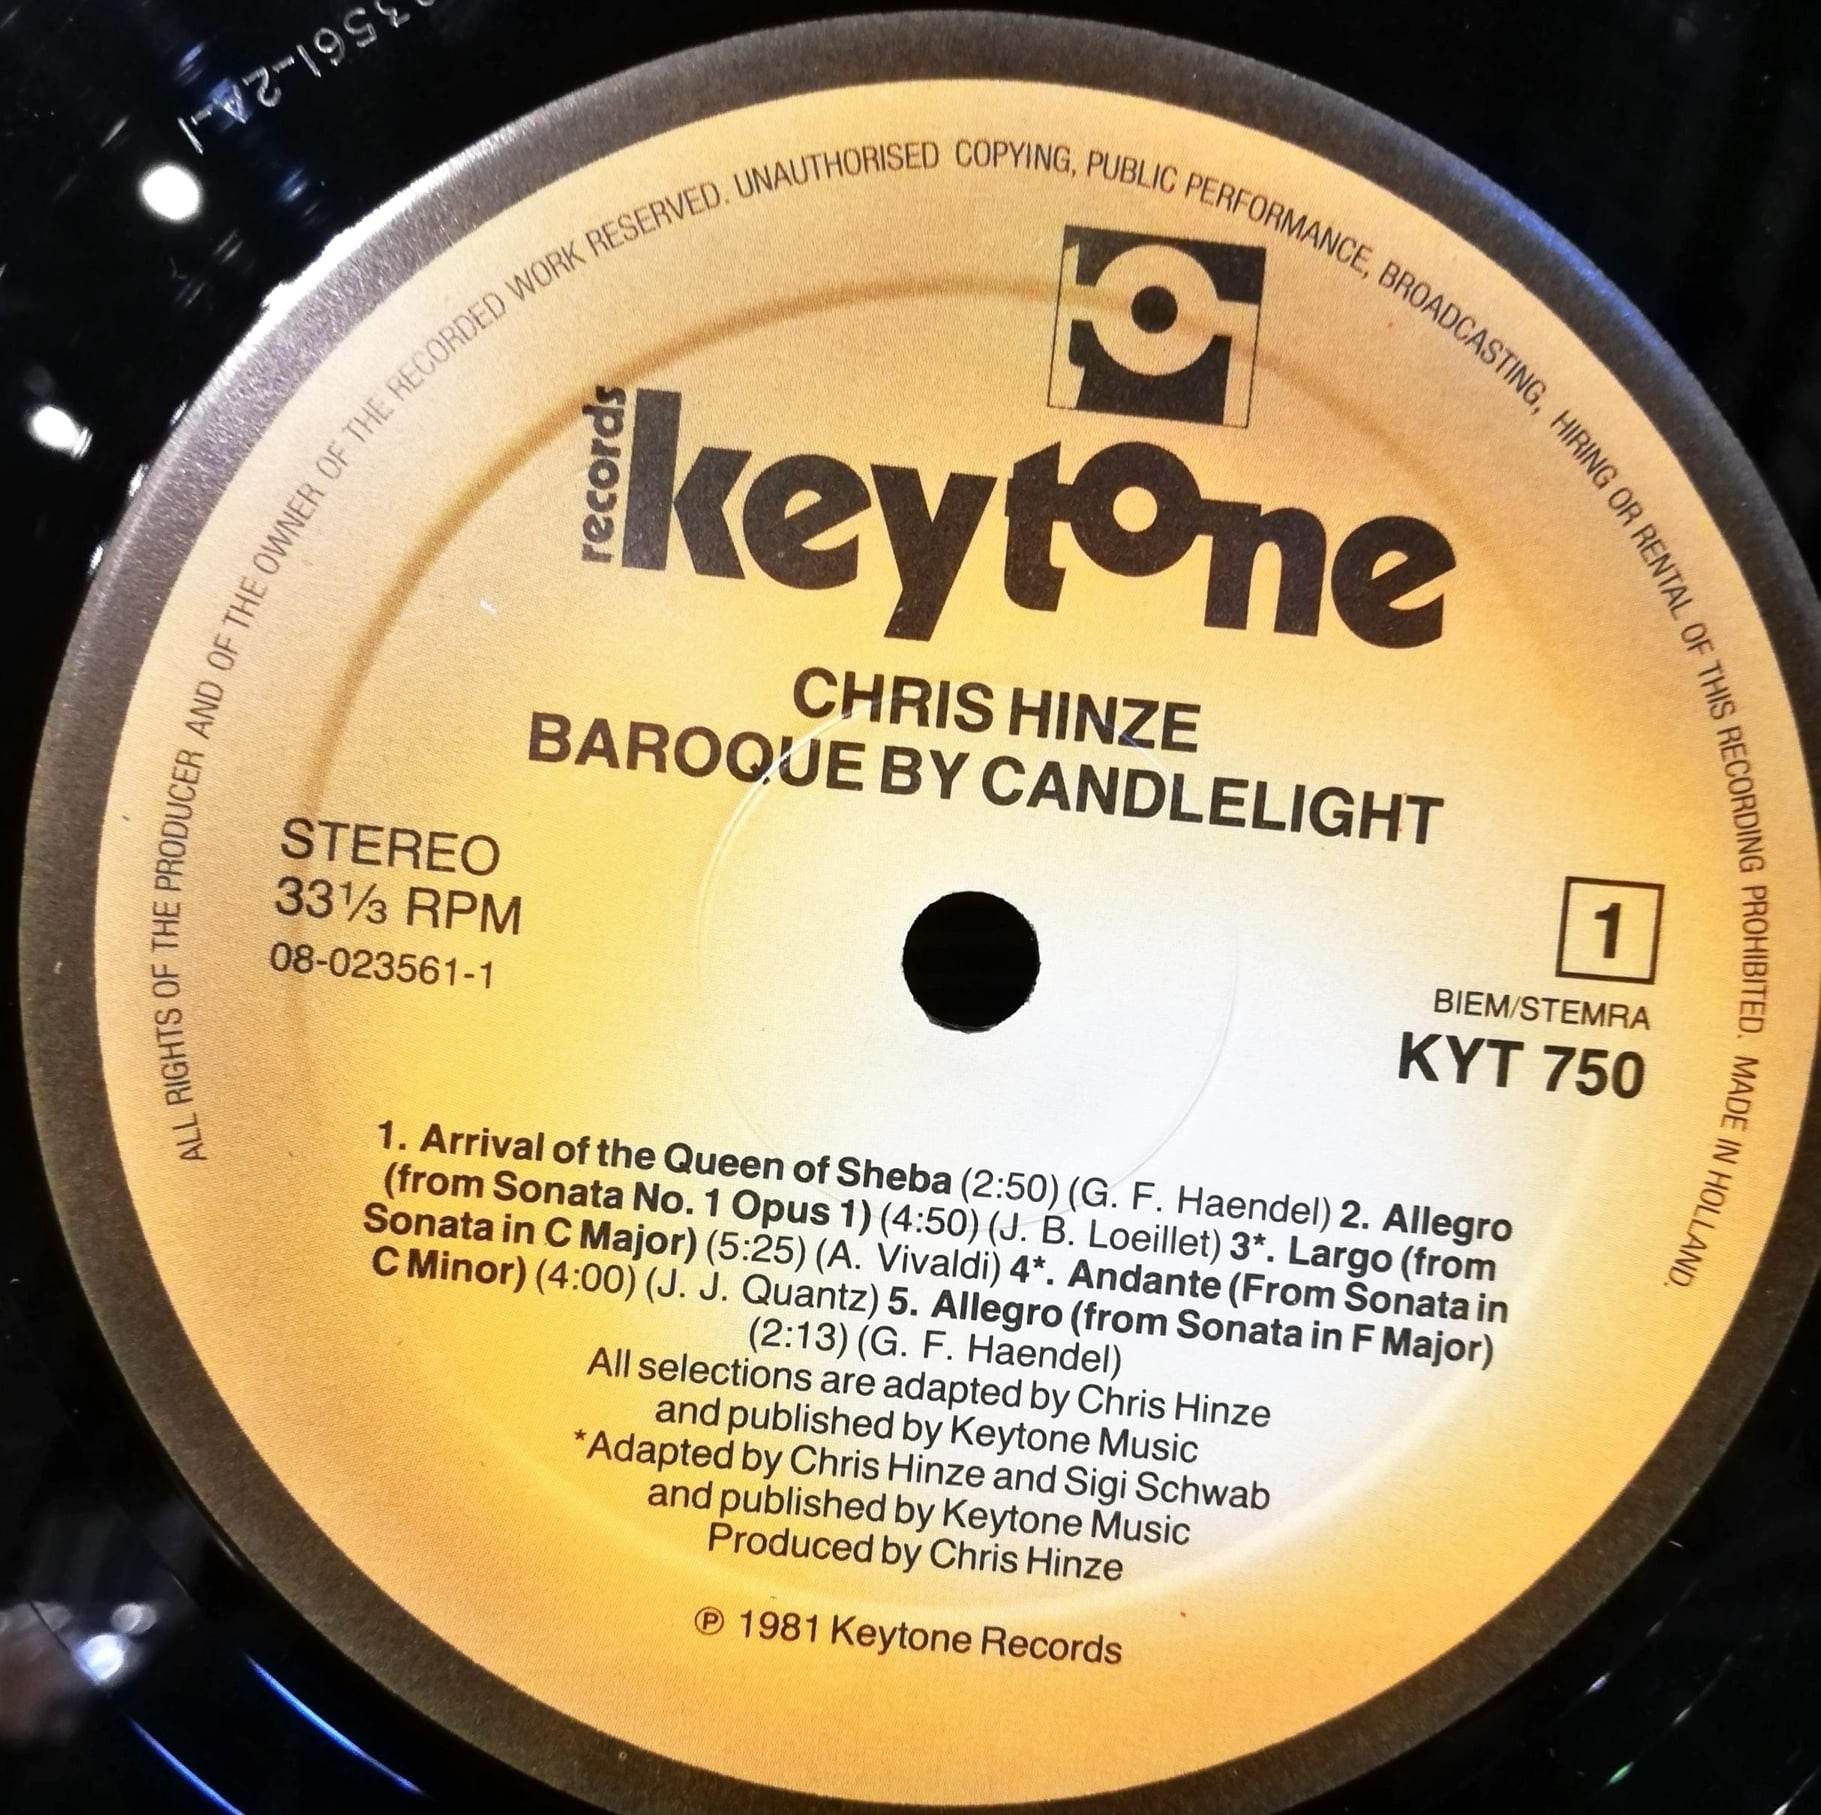 23561-2A-1
ALL RIGHTS OF THE PRODUCER AND OF THE OWNER OF THE RECORDED WORK RESERVED. UNAUTHORISED COPYING, PUBLIC PERFORMANCE, BROADCASTING, HIRING OR RENTAL OF THIS RECORDING PROHIBITED. MADE IN HOLLAND.
records
keytone
CHRIS HINZE
BAROQUE BY CANDLELIGHT
STEREO
33⅓ RPM
08-023561-1
1
BIEM/STEMRA
KYT 750
1. Arrival of the Queen of Sheba (2:50) (G. F. Haendel) 2. Allegro
(from Sonata No. 1 Opus 1) (4:50) (J. B. Loeillet) 3*. Largo (from
Sonata in C Major) (5:25) (A. Vivaldi) 4*. Andante (From Sonata in
C Minor) (4:00) (J. J. Quantz) 5. Allegro (from Sonata in F Major)
(2:13) (G. F. Haendel)
All selections are adapted by Chris Hinze
and published by Keytone Music
*Adapted by Chris Hinze and Sigi Schwab
and published by Keytone Music
Produced by Chris Hinze
℗ 1981 Keytone Records